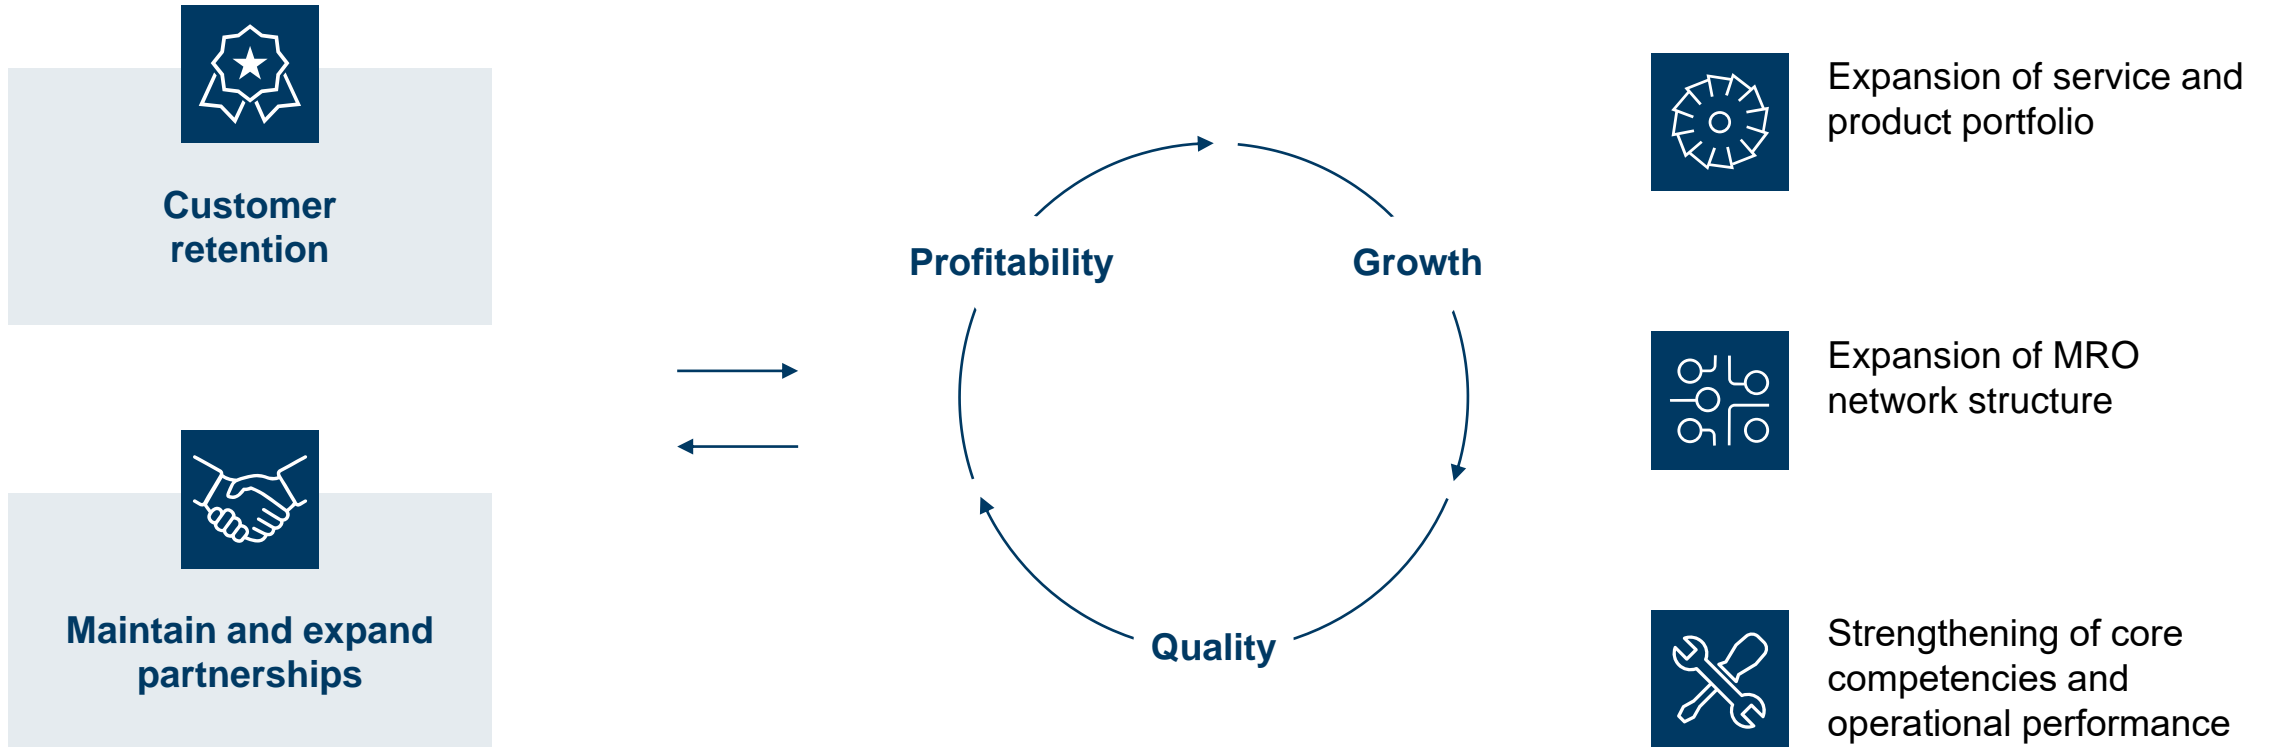 Customer
retention
Maintain and expand
partnerships
Profitability
Growth
Quality
Expansion of service and
product portfolio
Expansion of MRO
network structure
Strengthening of core
competencies and
operational performance